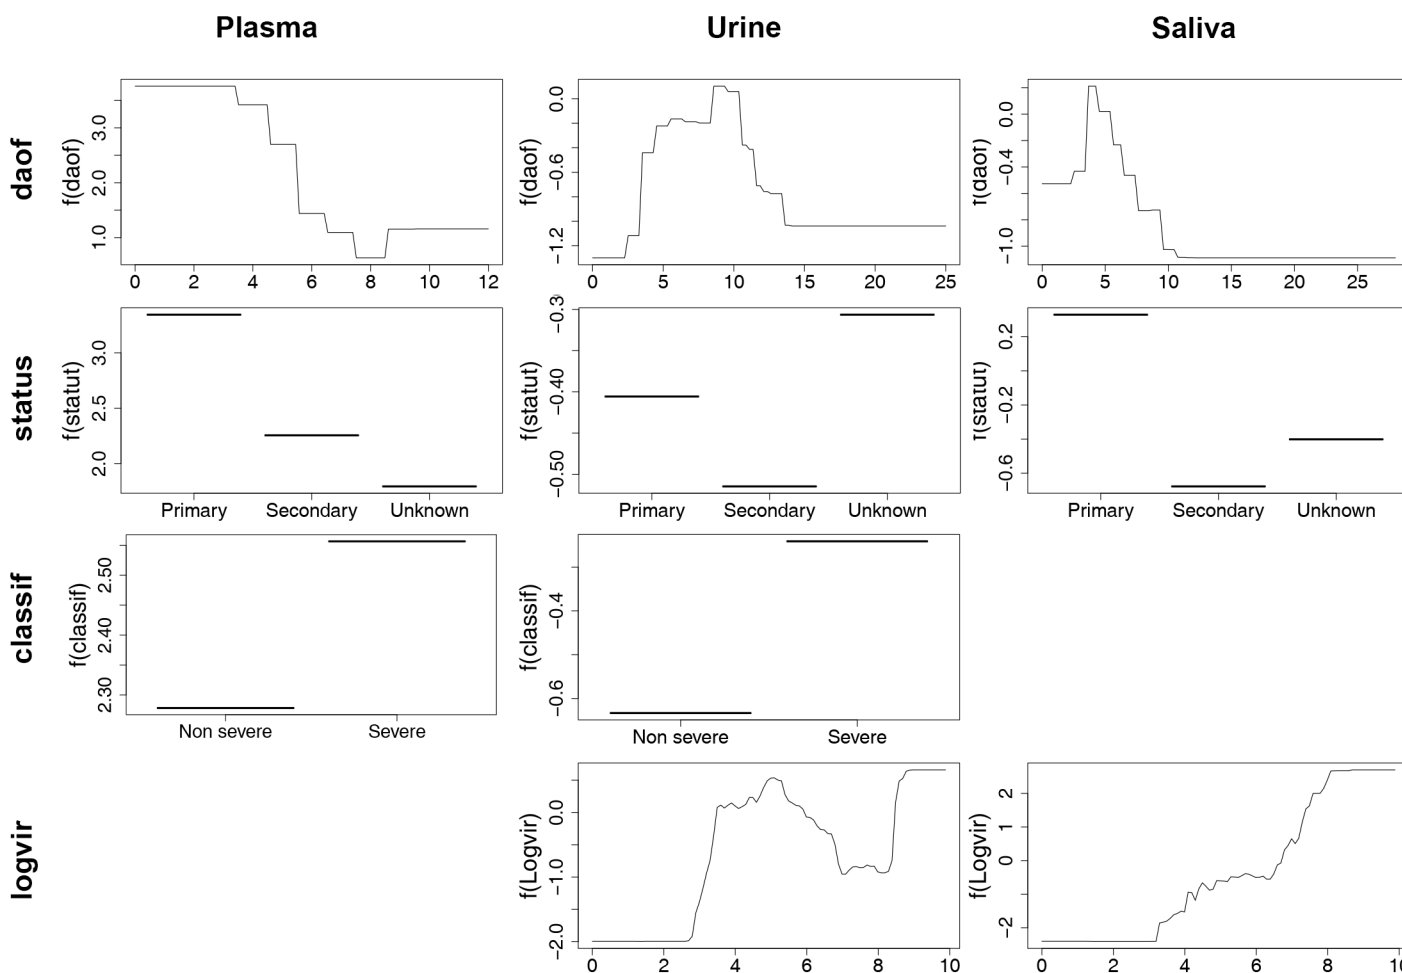 Plasma Urine Saliva
daof
f(daof)
1.0 2.0 3.0
0 2 4 6 8 10 12
f(daof)
−1.2 −0.6 0.0
0 5 10 15 20 25
f(daof)
−1.0 −0.4 0.0
0 5 10 15 20 25
status
f(statut)
2.0 2.5 3.0
Primary Secondary Unknown
f(statut)
−0.50 −0.40 −0.3
Primary Secondary Unknown
f(statut)
−0.6 −0.2 0.2
Primary Secondary Unknown
classif
f(classif)
2.30 2.40 2.50
Non severe Severe
f(classif)
−0.6 −0.4
Non severe Severe
logvir
f(Logvir)
−2.0 −1.0 0.0
0 2 4 6 8 10
f(Logvir)
−2 0 1 2
0 2 4 6 8 10